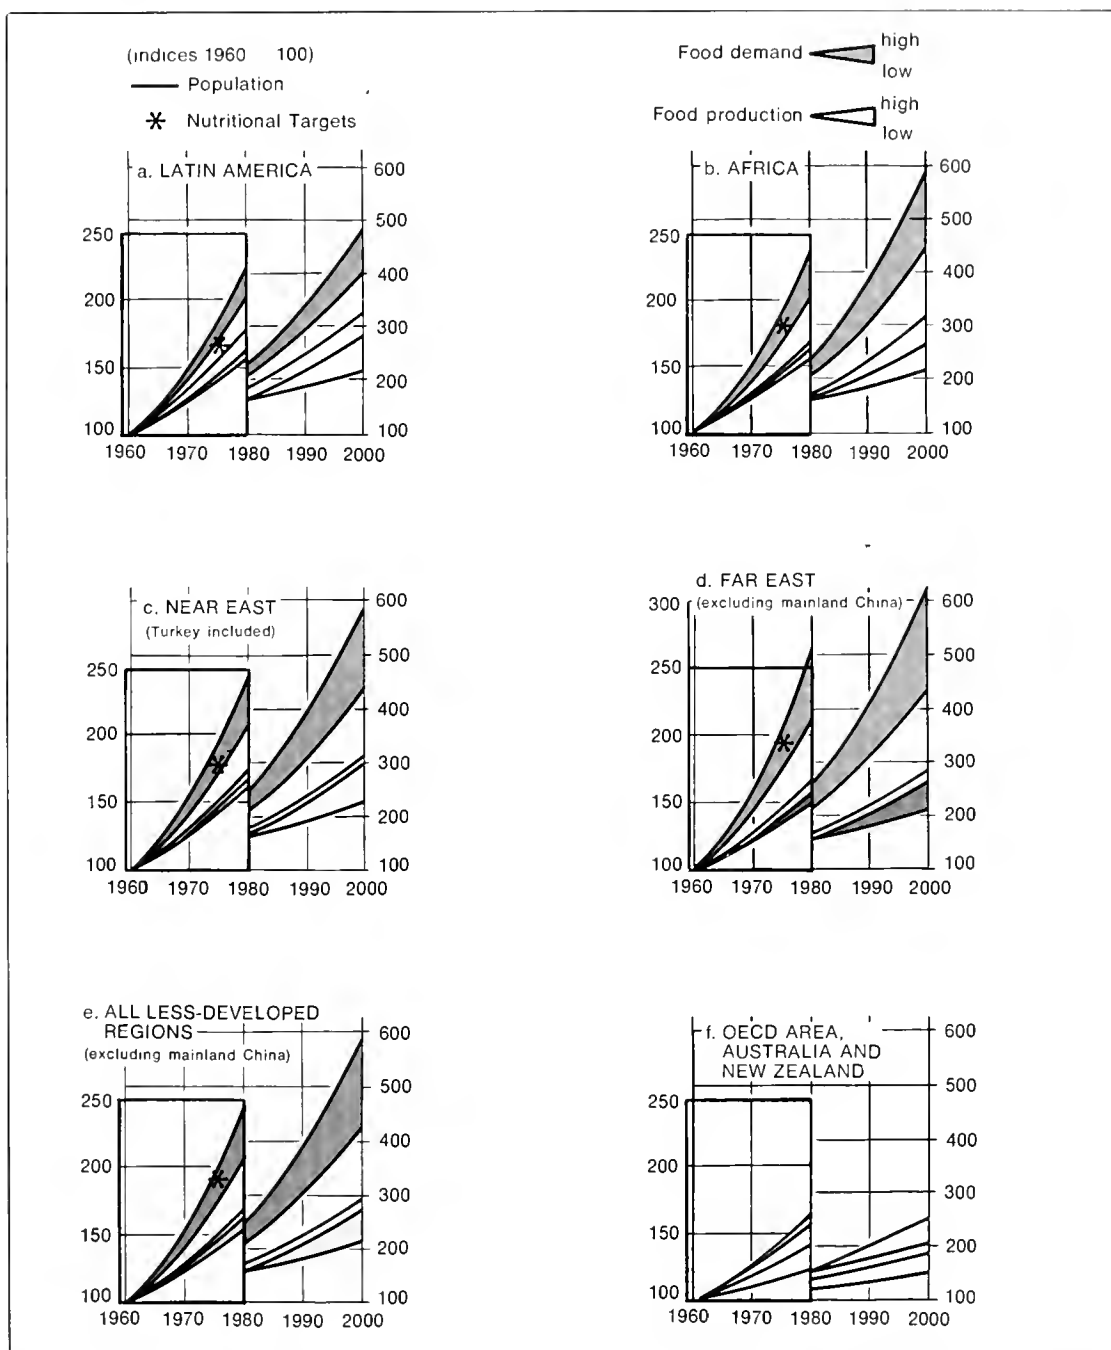 (indices 1960 100)
Population
Nutritional Targets
Food demand high
low
Food production high
low
a. LATIN AMERICA
600
500
250
400
200
300
150
200
100
100
1960 1970 1980 1990 2000
b. AFRICA
600
500
250
400
200
300
150
200
100
100
1960 1970 1980 1990 2000
c. NEAR EAST
(Turkey included)
600
500
250
400
200
300
150
200
100
100
1960 1970 1980 1990 2000
d. FAR EAST
(excluding mainland China)
300
600
250
500
400
200
300
150
200
100
100
1960 1970 1980 1990 2000
e. ALL LESS-DEVELOPED
REGIONS
(excluding mainland China)
600
500
250
400
200
300
150
200
100
100
1960 1970 1980 1990 2000
f. OECD AREA,
AUSTRALIA AND
NEW ZEALAND
600
500
250
400
200
300
150
200
100
100
1960 1970 1980 1990 2000